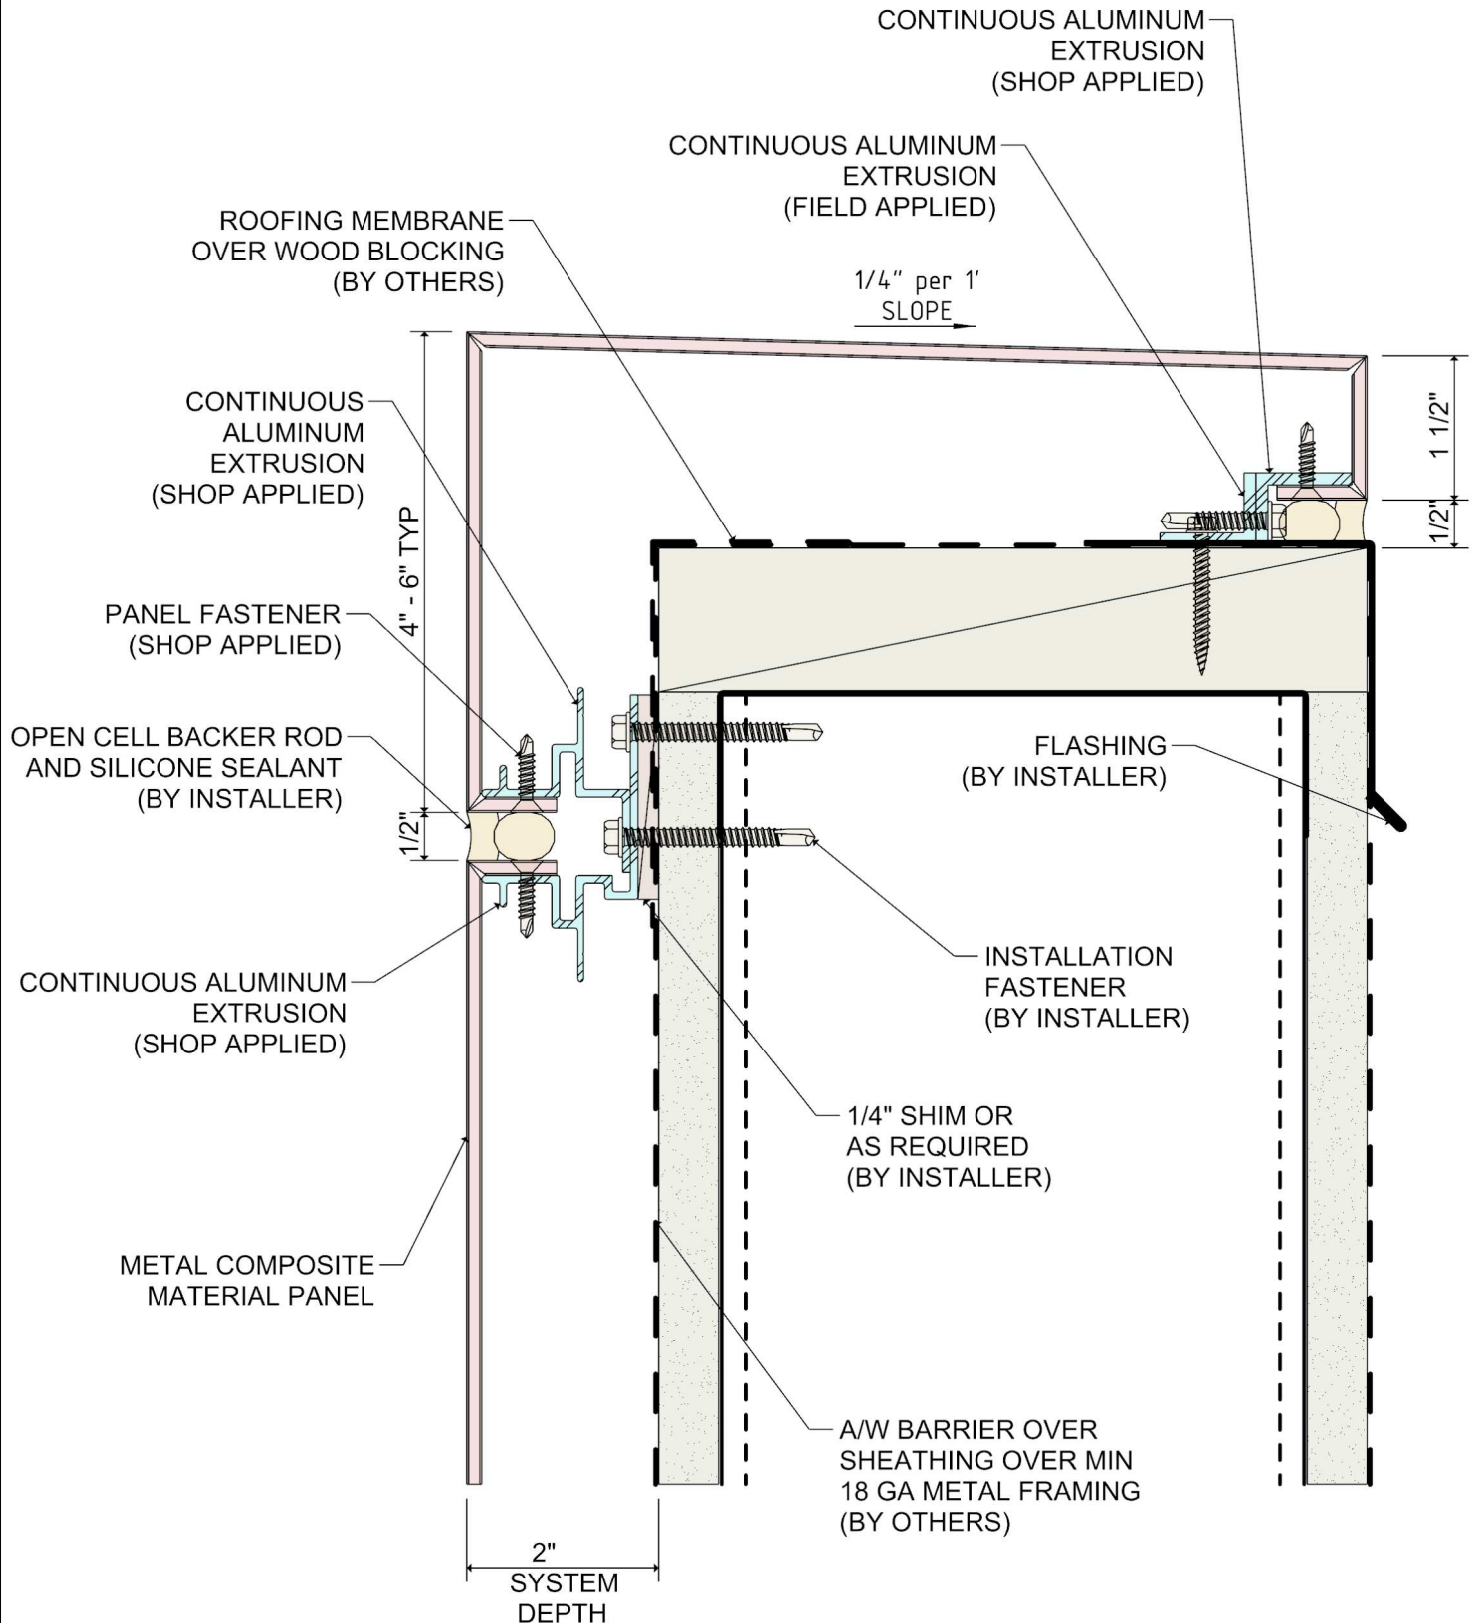 CONTINUOUS ALUMINUM
EXTRUSION
(SHOP APPLIED)
CONTINUOUS ALUMINUM
EXTRUSION
(FIELD APPLIED)
ROOFING MEMBRANE
OVER WOOD BLOCKING
(BY OTHERS)
1/4" per 1'
SLOPE
CONTINUOUS
ALUMINUM
EXTRUSION
(SHOP APPLIED)
1 1/2"
1/2"
4" - 6" TYP
PANEL FASTENER
(SHOP APPLIED)
OPEN CELL BACKER ROD
AND SILICONE SEALANT
(BY INSTALLER)
1/2"
FLASHING
(BY INSTALLER)
CONTINUOUS ALUMINUM
EXTRUSION
(SHOP APPLIED)
INSTALLATION
FASTENER
(BY INSTALLER)
1/4" SHIM OR
AS REQUIRED
(BY INSTALLER)
METAL COMPOSITE
MATERIAL PANEL
A/W BARRIER OVER
SHEATHING OVER MIN
18 GA METAL FRAMING
(BY OTHERS)
2"
SYSTEM
DEPTH